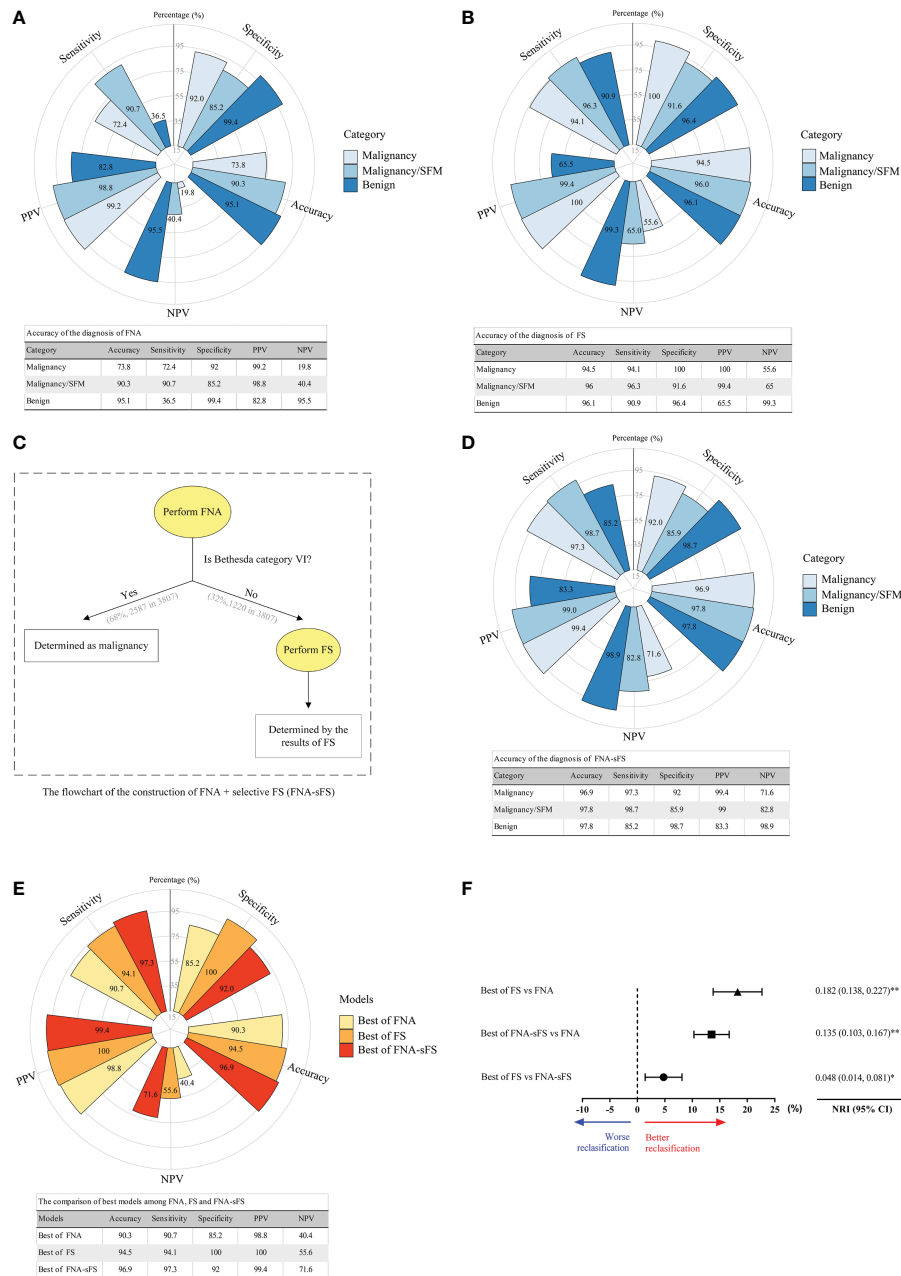 A
Percentage (%)
Sensitivity
Specificity
95
75
55
35
15
92.0
85.2
99.4
90.7
72.4
36.5
73.8
90.3
95.1
82.8
98.8
99.2
19.8
40.4
95.5
PPV
Accuracy
NPV
Category
Malignancy
Malignancy/SFM
Benign
Accuracy of the diagnosis of FNA
Category Accuracy Sensitivity Specificity PPV NPV
Malignancy 73.8 72.4 92 99.2 19.8
Malignancy/SFM 90.3 90.7 85.2 98.8 40.4
Benign 95.1 36.5 99.4 82.8 95.5
B
Percentage (%)
Sensitivity
Specificity
95
75
55
35
15
100
91.6
96.4
90.9
96.3
94.1
94.5
96.0
96.1
65.5
99.4
100
55.6
65.0
99.3
PPV
Accuracy
NPV
Category
Malignancy
Malignancy/SFM
Benign
Accuracy of the diagnosis of FS
Category Accuracy Sensitivity Specificity PPV NPV
Malignancy 94.5 94.1 100 100 55.6
Malignancy/SFM 96 96.3 91.6 99.4 65
Benign 96.1 90.9 96.4 65.5 99.3
C
Perform FNA
Is Bethesda category VI?
Yes
(68%, 2587 in 3807)
No
(32%,1220 in 3807)
Determined as malignancy
Perform FS
Determined by the
results of FS
The flowchart of the construction of FNA + selective FS (FNA-sFS)
D
Percentage (%)
Sensitivity
Specificity
95
75
55
35
15
92.0
85.9
98.7
85.2
98.7
97.3
96.9
97.8
97.8
83.3
99.0
99.4
71.6
82.8
98.9
PPV
Accuracy
NPV
Category
Malignancy
Malignancy/SFM
Benign
Accuracy of the diagnosis of FNA-sFS
Category Accuracy Sensitivity Specificity PPV NPV
Malignancy 96.9 97.3 92 99.4 71.6
Malignancy/SFM 97.8 98.7 85.9 99 82.8
Benign 97.8 85.2 98.7 83.3 98.9
E
Percentage (%)
Sensitivity
Specificity
95
75
55
35
15
85.2
100
92.0
97.3
94.1
90.7
90.3
94.5
96.9
99.4
100
98.8
40.4
55.6
71.6
PPV
Accuracy
NPV
Models
Best of FNA
Best of FS
Best of FNA-sFS
The comparison of best models among FNA, FS and FNA-sFS
Models Accuracy Sensitivity Specificity PPV NPV
Best of FNA 90.3 90.7 85.2 98.8 40.4
Best of FS 94.5 94.1 100 100 55.6
Best of FNA-sFS 96.9 97.3 92 99.4 71.6
F
Best of FS vs FNA 0.182 (0.138, 0.227)**
Best of FNA-sFS vs FNA 0.135 (0.103, 0.167)**
Best of FS vs FNA-sFS 0.048 (0.014, 0.081)*
-10 -5 0 5 10 15 20 25 (%) NRI (95% CI)
Worse
reclasification
Better
reclasification